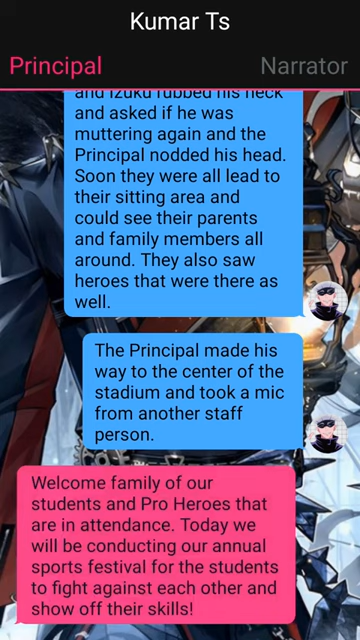 Kumar Ts
Principal
Narrator
and Izuku rubbed his neck
and asked if he was
muttering again and the
Principal nodded his head.
Soon they were all lead to
their sitting area and
could see their parents
and family members all
around. They also saw
heroes that were there as
well.
The Principal made his
way to the center of the
stadium and took a mic
from another staff
person.
Welcome family of our
students and Pro Heroes that
are in attendance. Today we
will be conducting our annual
sports festival for the students
to fight against each other and
show off their skills!